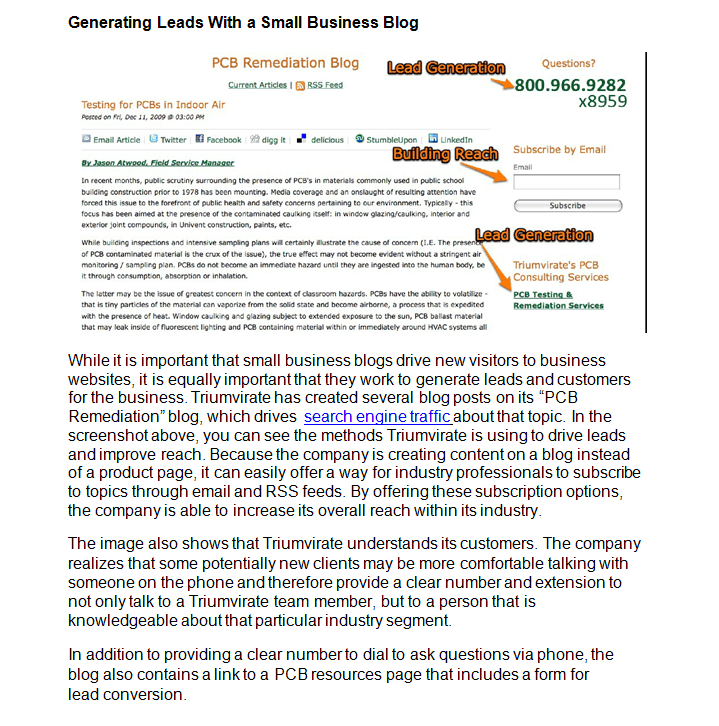 Generating Leads With a Small Business Blog
PCB Remediation Blog
Current Articles | RSS Feed
Lead Generation
Questions?
800.966.9282
x8959
Testing for PCBs in Indoor Air
Posted on Fri, Dec 11, 2009 @ 03:00 PM
Email Article Twitter Facebook digg it delicious StumbleUpon LinkedIn
Building Reach
Subscribe by Email
Email
Subscribe
By Jason Atwood, Field Service Manager
In recent months, public scrutiny surrounding the presence of PCB's in materials commonly used in public school
building construction prior to 1978 has been mounting. Media coverage and an onslaught of resulting attention have
forced this issue to the forefront of public health and safety concerns pertaining to our environment. Typically - this
focus has been aimed at the presence of the contaminated caulking itself: in window glazing/caulking, interior and
exterior joint compounds, in Univent construction, paints, etc.
Lead Generation
While building inspections and intensive sampling plans will certainly illustrate the cause of concern (I.E. The presence
of PCB contaminated material is the crux of the issue), the true effect may not become evident without a stringent air
monitoring / sampling plan. PCBs do not become an immediate hazard until they are ingested into the human body, be
it through consumption, absorption or inhalation.
Triumvirate's PCB
Consulting Services
PCB Testing &
Remediation Services
The latter may be the issue of greatest concern in the context of classroom hazards. PCBs have the ability to volatilize -
that is tiny particles of the material can vaporize from the solid state and become airborne, a process that is expedited
with the presence of heat. Window caulking and glazing subject to extended exposure to the sun, PCB ballast material
that may leak inside of fluorescent lighting and PCB containing material within or immediately around HVAC systems all
While it is important that small business blogs drive new visitors to business
websites, it is equally important that they work to generate leads and customers
for the business. Triumvirate has created several blog posts on its “PCB
Remediation” blog, which drives search engine traffic about that topic. In the
screenshot above, you can see the methods Triumvirate is using to drive leads
and improve reach. Because the company is creating content on a blog instead
of a product page, it can easily offer a way for industry professionals to subscribe
to topics through email and RSS feeds. By offering these subscription options,
the company is able to increase its overall reach within its industry.
The image also shows that Triumvirate understands its customers. The company
realizes that some potentially new clients may be more comfortable talking with
someone on the phone and therefore provide a clear number and extension to
not only talk to a Triumvirate team member, but to a person that is
knowledgeable about that particular industry segment.
In addition to providing a clear number to dial to ask questions via phone, the
blog also contains a link to a PCB resources page that includes a form for
lead conversion.